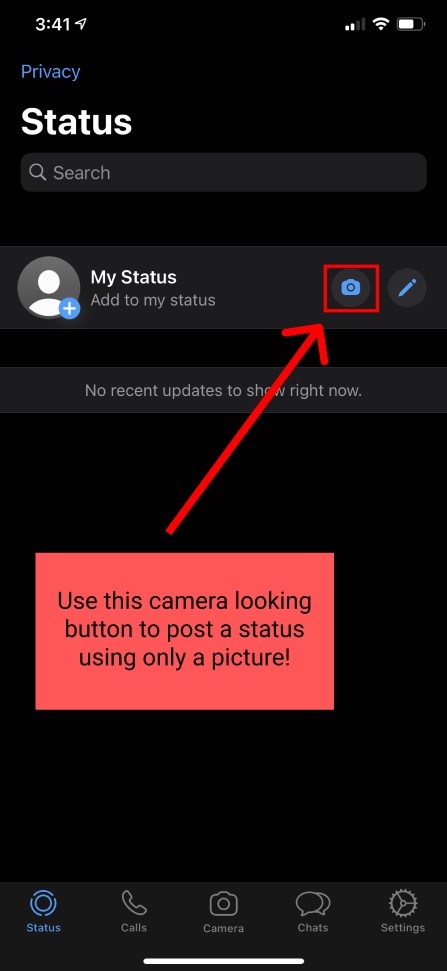 3:41
Privacy
Status
Search
My Status
Add to my status
No recent updates to show right now.
Use this camera looking
button to post a status
using only a picture!
Status Calls Camera Chats Settings